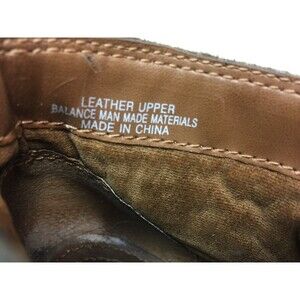 LEATHER UPPER
BALANCE MAN MADE MATERIALS
MADE IN CHINA